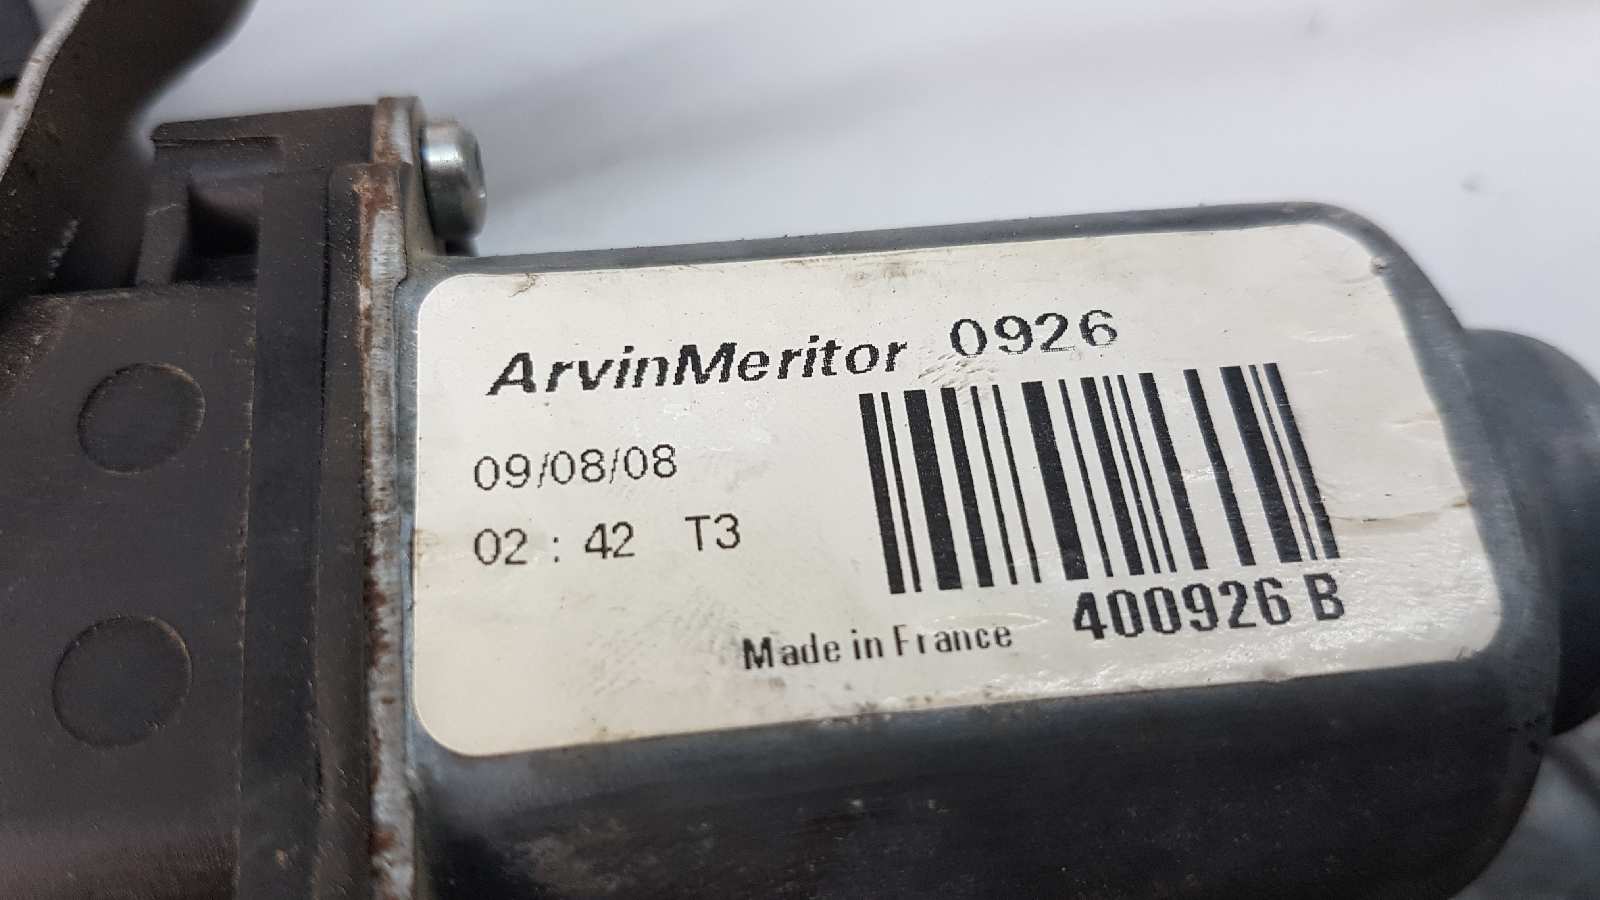 ArvinMeritor 0926
09/08/08
02 : 42 T3
400926 B
Made in France